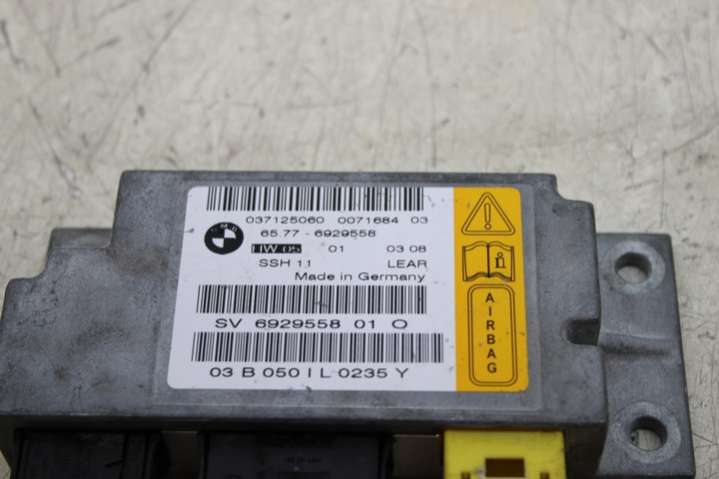 037125060 0071684 03
BMW
65.77 - 6929558
HW 05 01 03 08
SSH 1.1 LEAR
Made in Germany
SV 6929558 01 O
03 B 050 I L 0235 Y
AIRBAG